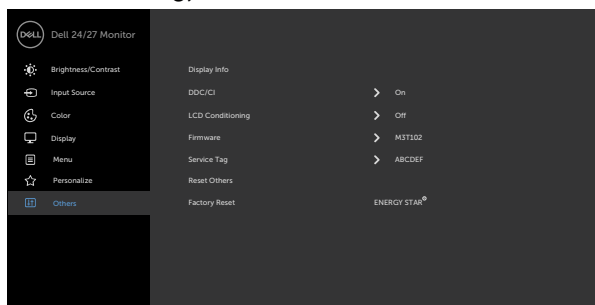 DELL Dell 24/27 Monitor
Brightness/Contrast Display Info
Input Source DDC/CI On
Color LCD Conditioning Off
Display Firmware M3T102
Menu Service Tag ABCDEF
Personalize Reset Others
Others Factory Reset ENERGY STAR®